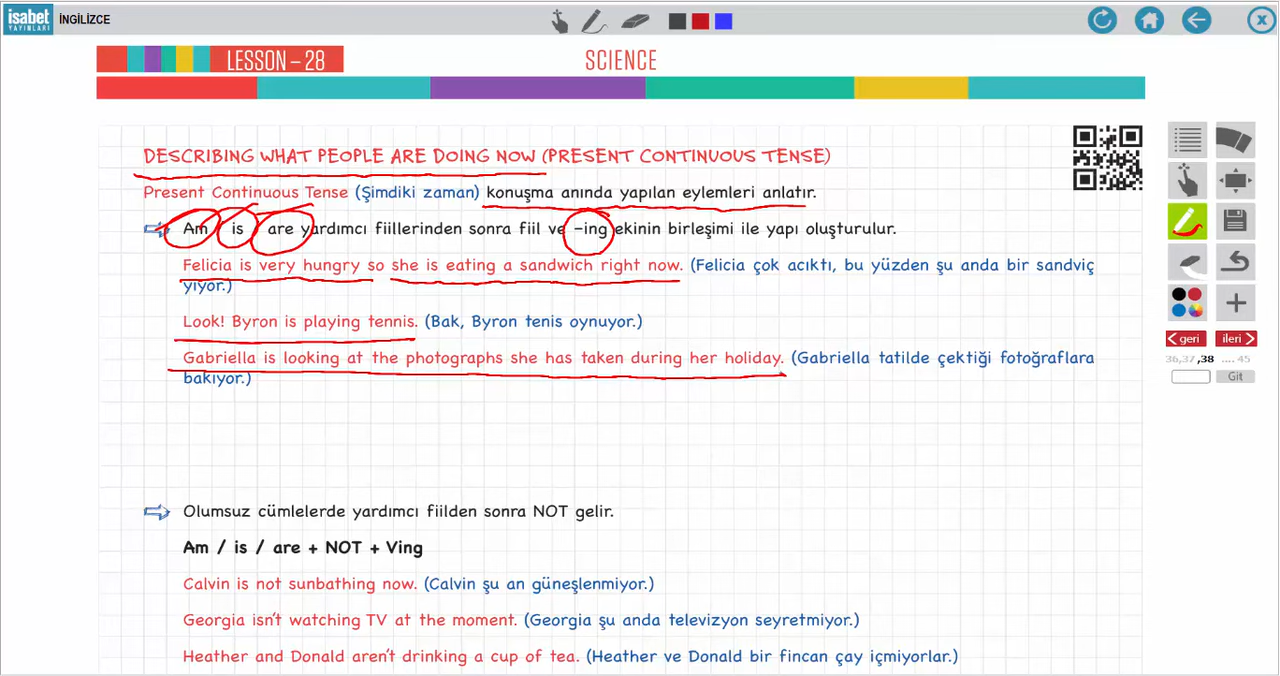 isabet
YAYINLARI
İNGİLİZCE
LESSON – 28
SCIENCE
DESCRIBING WHAT PEOPLE ARE DOING NOW (PRESENT CONTINUOUS TENSE)
Present Continuous Tense (Şimdiki zaman) konuşma anında yapılan eylemleri anlatır.
Am / is / are yardımcı fiillerinden sonra fiil ve –ing ekinin birleşimi ile yapı oluşturulur.
Felicia is very hungry so she is eating a sandwich right now. (Felicia çok acıktı, bu yüzden şu anda bir sandviç
yiyor.)
Look! Byron is playing tennis. (Bak, Byron tenis oynuyor.)
Gabriella is looking at the photographs she has taken during her holiday. (Gabriella tatilde çektiği fotoğraflara
bakıyor.)
geri
ileri
36,37,38 .... 45
Git
Olumsuz cümlelerde yardımcı fiilden sonra NOT gelir.
Am / is / are + NOT + Ving
Calvin is not sunbathing now. (Calvin şu an güneşlenmiyor.)
Georgia isn't watching TV at the moment. (Georgia şu anda televizyon seyretmiyor.)
Heather and Donald aren't drinking a cup of tea. (Heather ve Donald bir fincan çay içmiyorlar.)